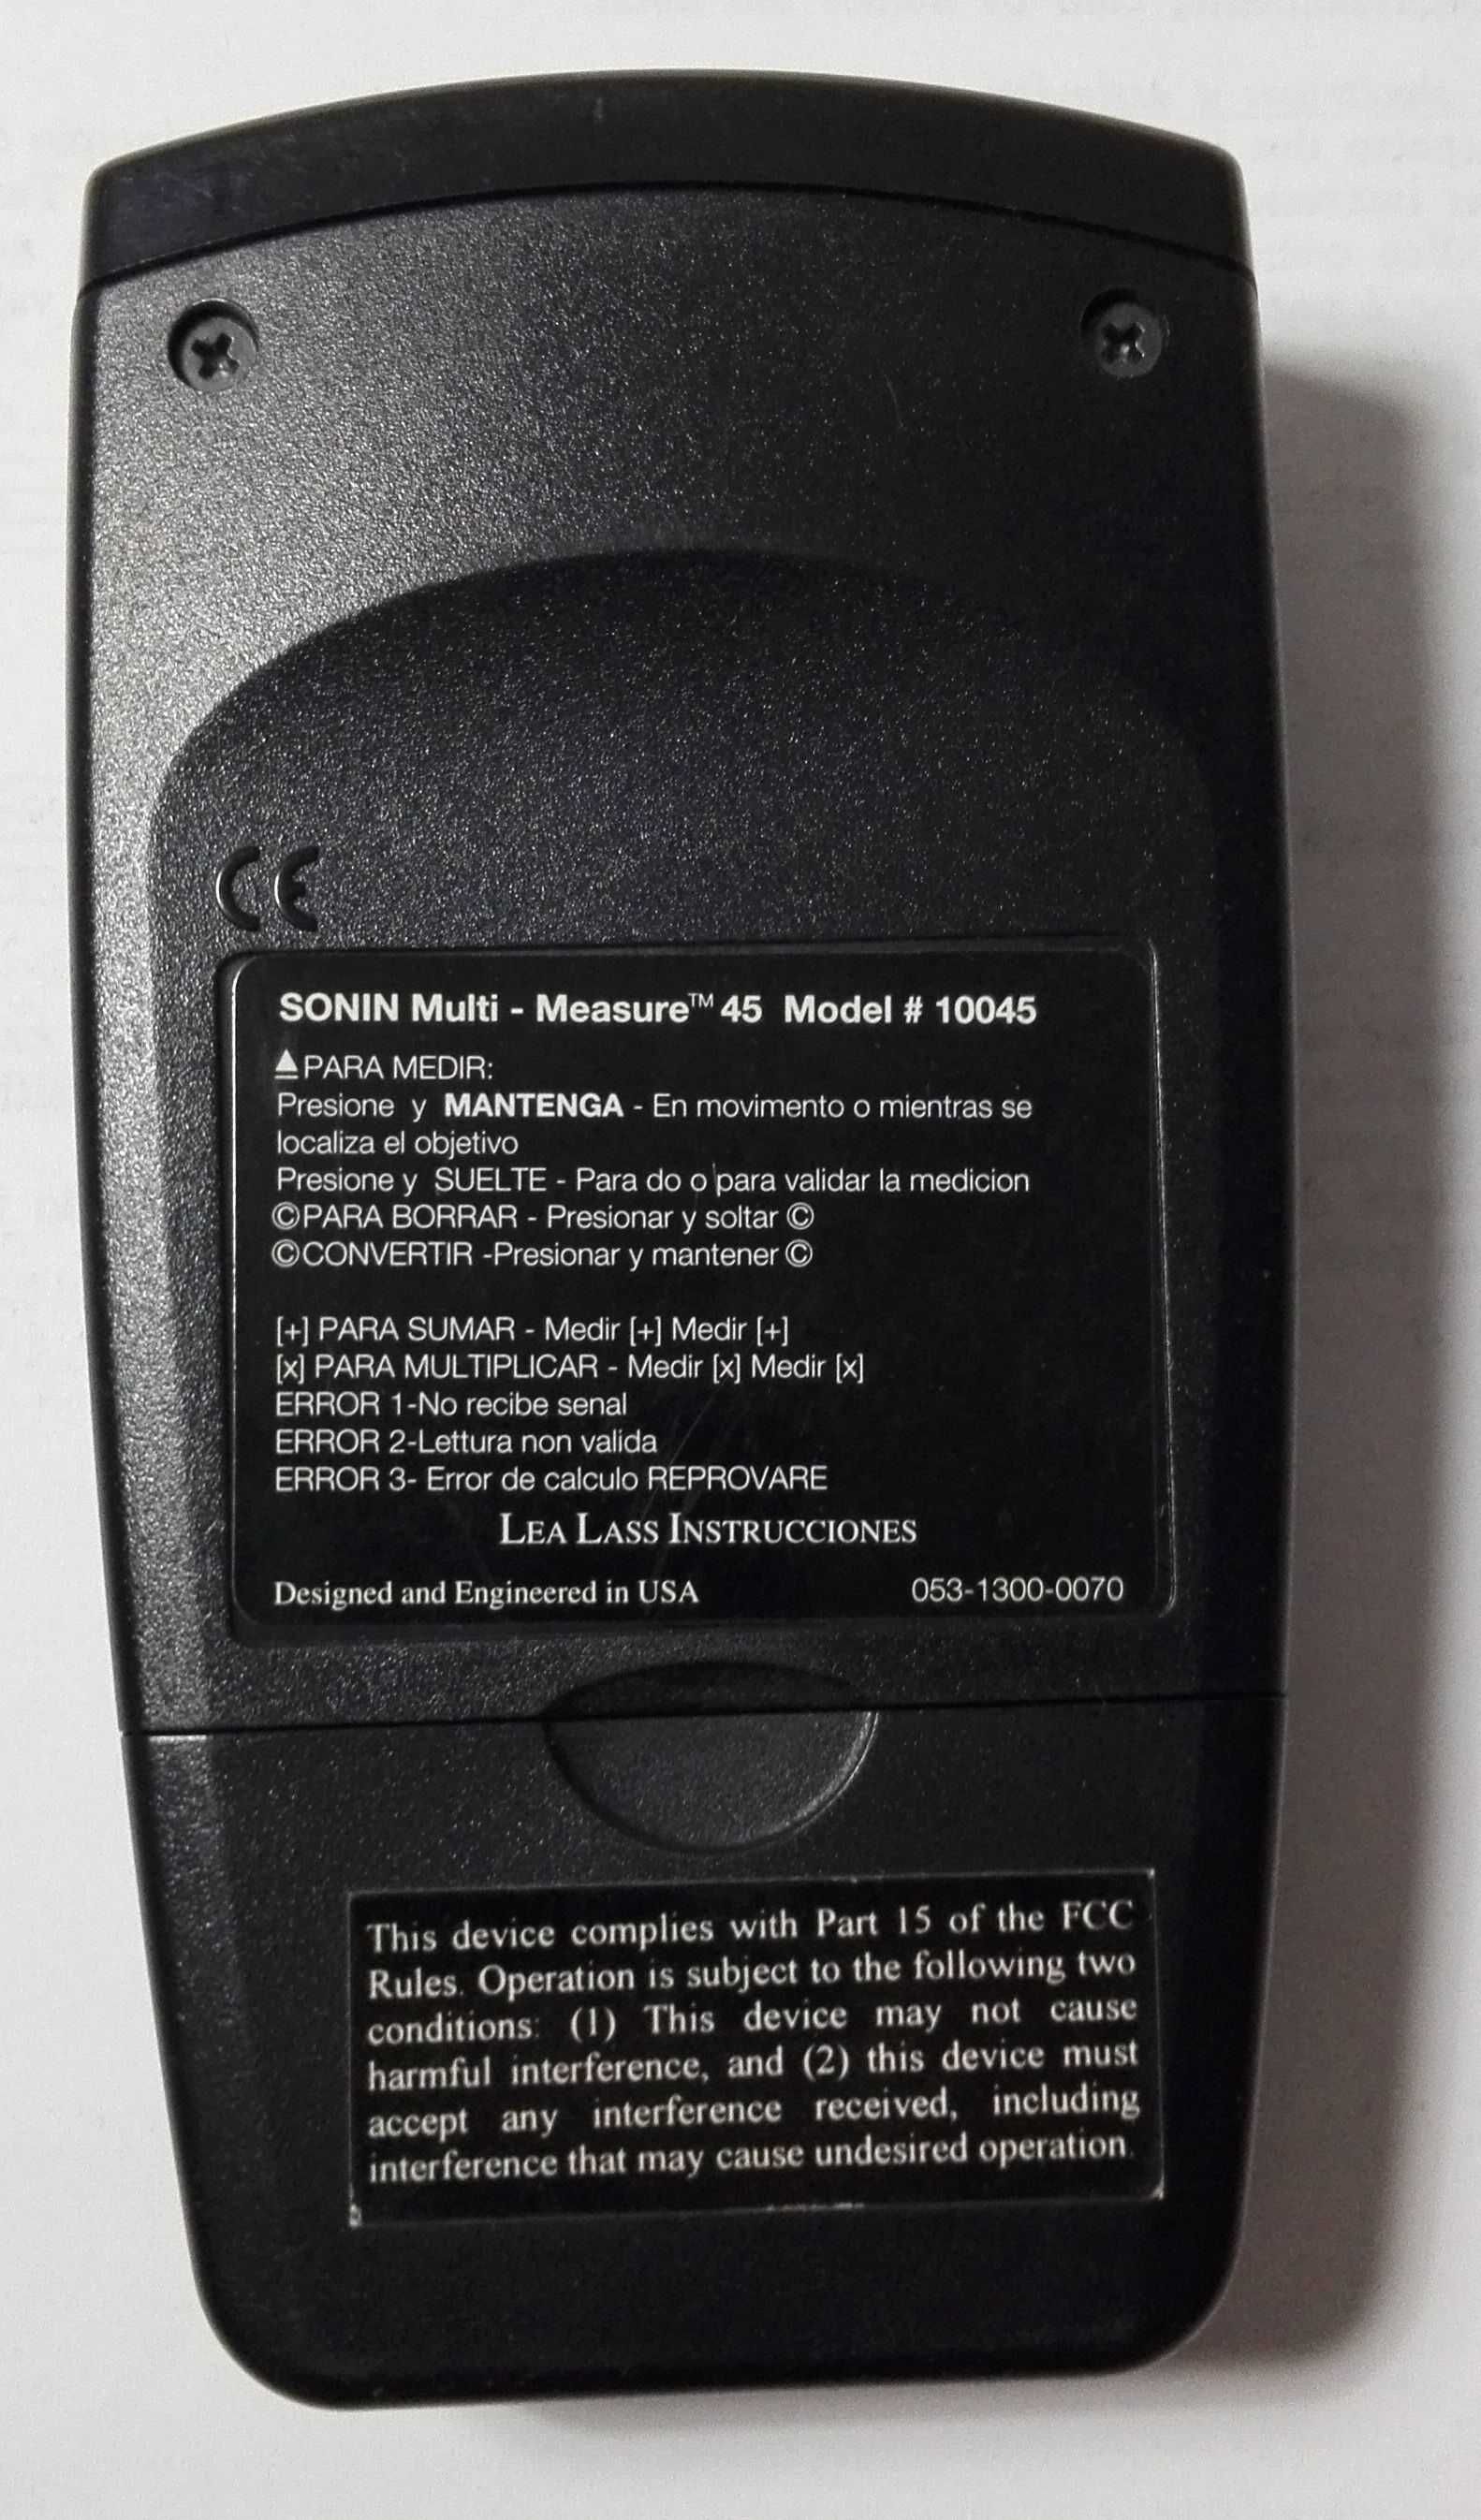 CE
SONIN Multi - Measure™ 45 Model # 10045
▲PARA MEDIR:
Presione y MANTENGA - En movimento o mientras se
localiza el objetivo
Presione y SUELTE - Para do o para validar la medicion
©PARA BORRAR - Presionar y soltar ©
©CONVERTIR -Presionar y mantener ©
[+] PARA SUMAR - Medir [+] Medir [+]
[x] PARA MULTIPLICAR - Medir [x] Medir [x]
ERROR 1-No recibe senal
ERROR 2-Lettura non valida
ERROR 3- Error de calculo REPROVARE
LEA LASS INSTRUCCIONES
Designed and Engineered in USA 053-1300-0070
This device complies with Part 15 of the FCC
Rules. Operation is subject to the following two
conditions: (1) This device may not cause
harmful interference, and (2) this device must
accept any interference received, including
interference that may cause undesired operation.